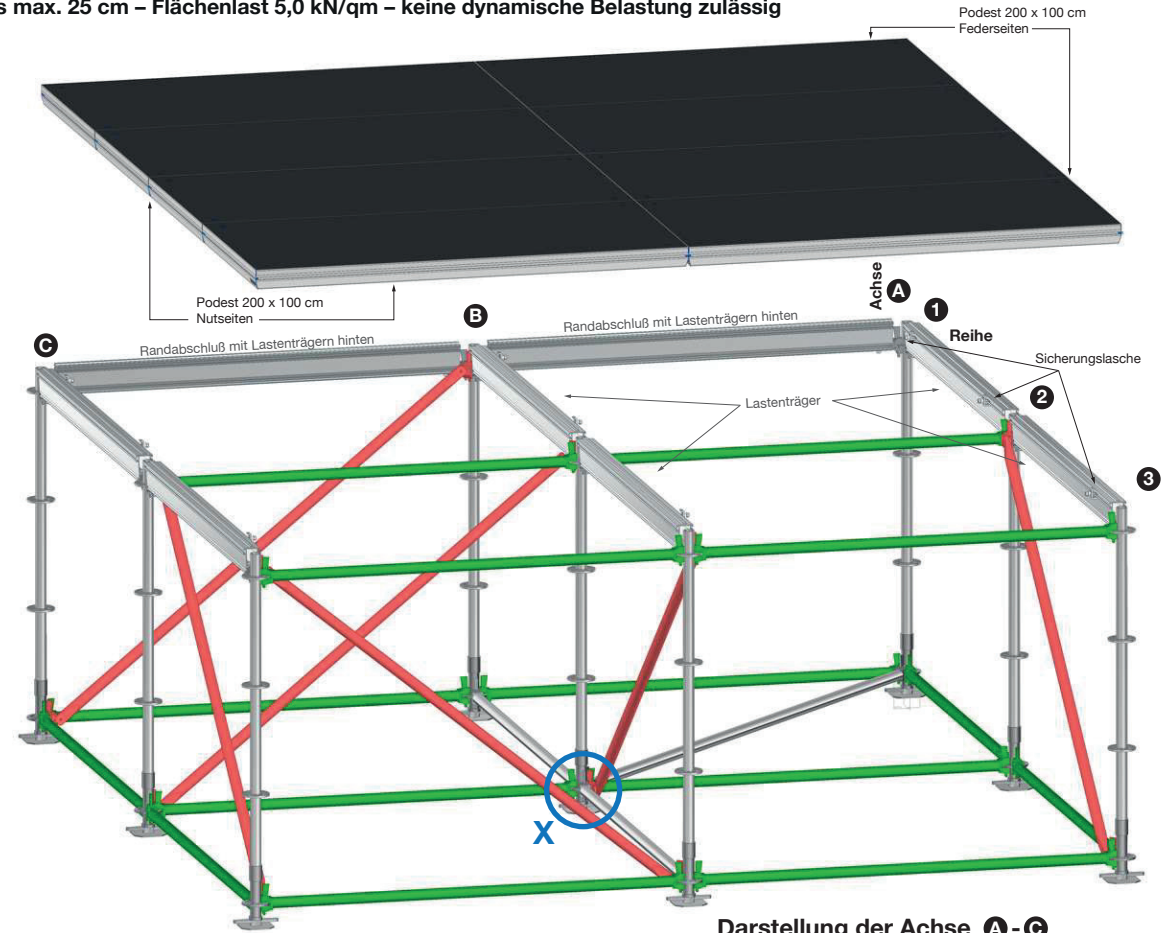 s max. 25 cm – Flächenlast 5,0 kN/qm – keine dynamische Belastung zulässig
Podest 200 x 100 cm
Federseiten
Podest 200 x 100 cm
Nutseiten
Achse
A
B
C
1
Reihe
Randabschluß mit Lastenträgern hinten
Randabschluß mit Lastenträgern hinten
Sicherungslasche
Lastenträger
2
3
X
Darstellung der Achse A - C